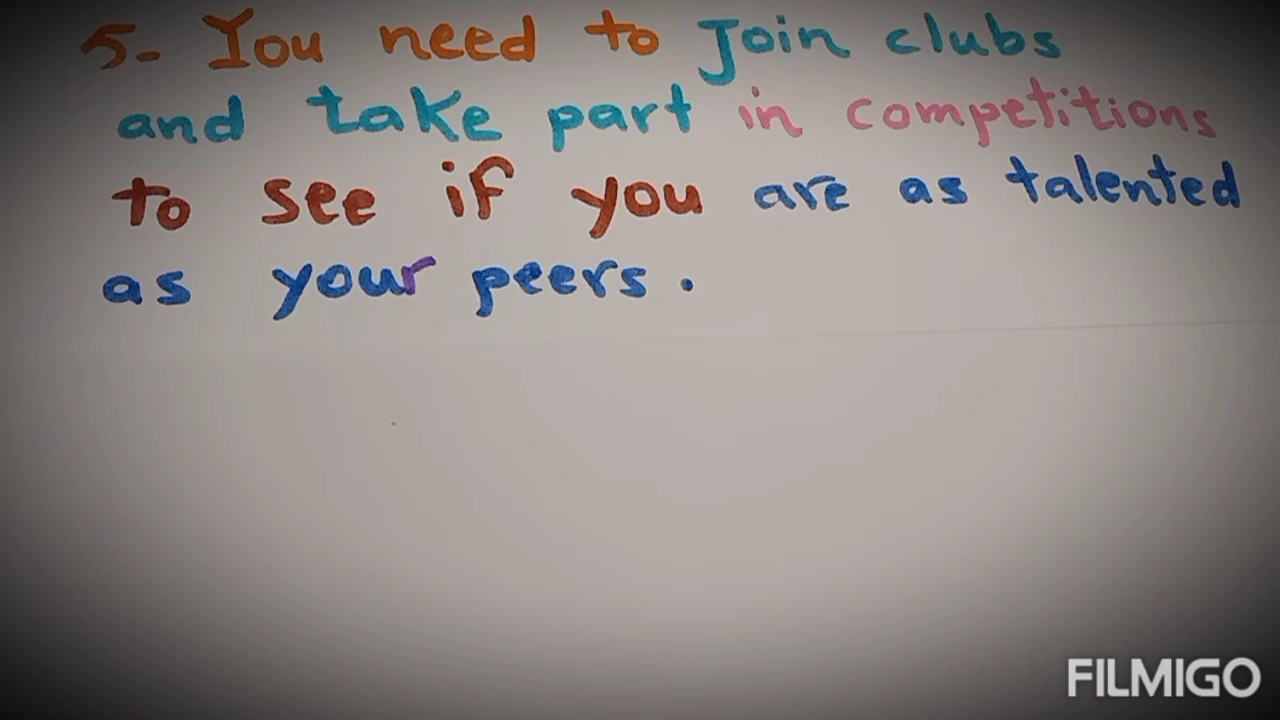 5- You need to Join clubs
and take part in competitions
to see if you are as talented
as your peers.
FILMIGO